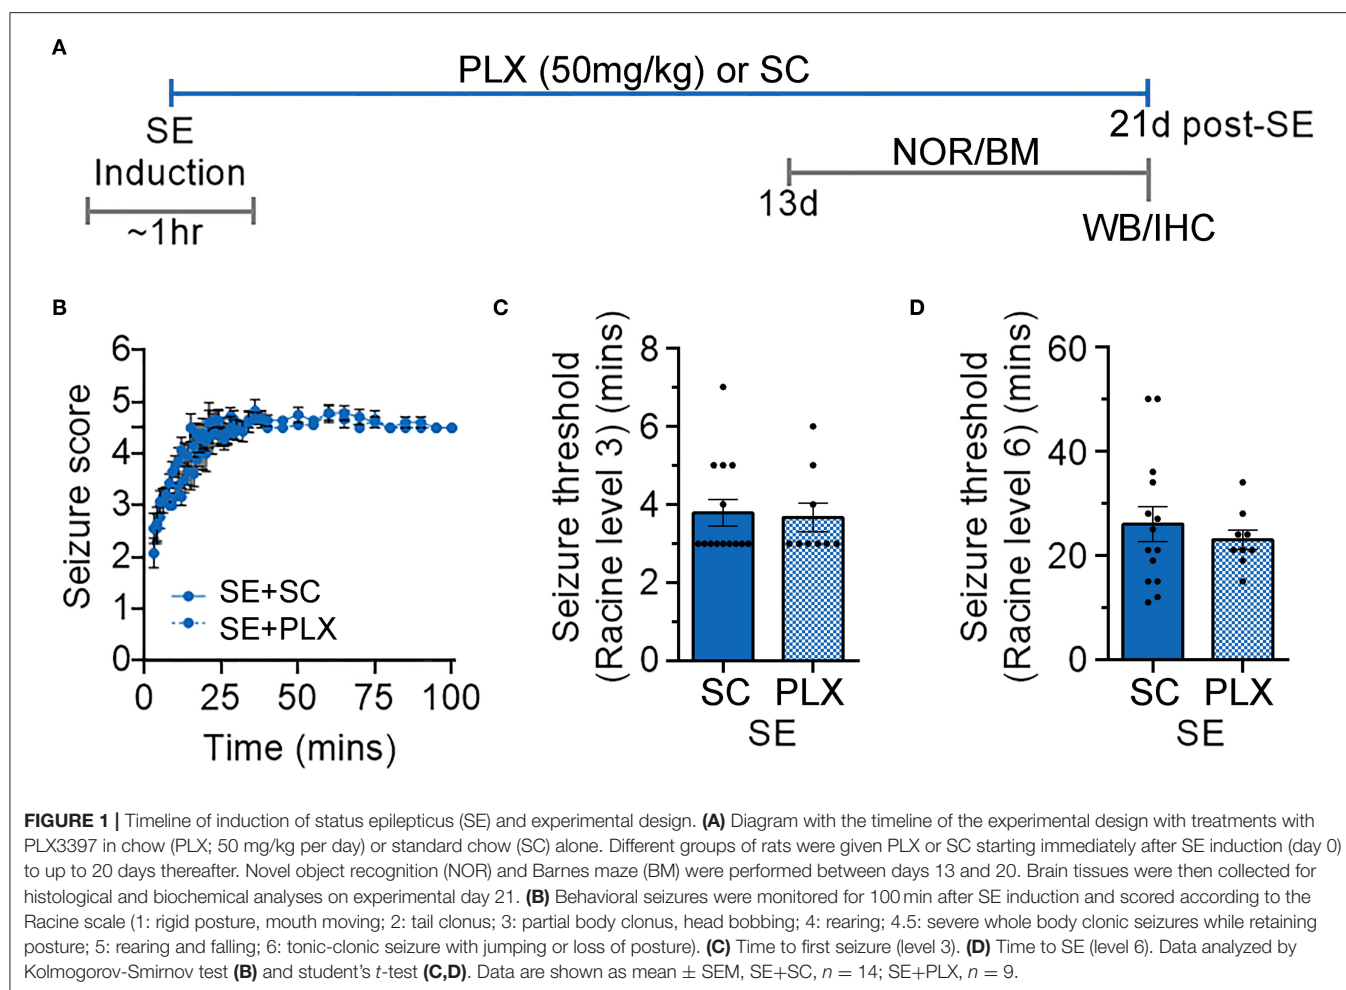 A
PLX (50mg/kg) or SC
SE
Induction
~1hr
21d post-SE
NOR/BM
13d
WB/IHC
B
Seizure score
6
5
4
3
2
1
0
SE+SC
SE+PLX
0 25 50 75 100
Time (mins)
C
Seizure threshold
(Racine level 3) (mins)
8
6
4
2
0
SC PLX
SE
D
Seizure threshold
(Racine level 6) (mins)
60
40
20
0
SC PLX
SE
FIGURE 1 | Timeline of induction of status epilepticus (SE) and experimental design. (A) Diagram with the timeline of the experimental design with treatments with
PLX3397 in chow (PLX; 50 mg/kg per day) or standard chow (SC) alone. Different groups of rats were given PLX or SC starting immediately after SE induction (day 0)
to up to 20 days thereafter. Novel object recognition (NOR) and Barnes maze (BM) were performed between days 13 and 20. Brain tissues were then collected for
histological and biochemical analyses on experimental day 21. (B) Behavioral seizures were monitored for 100 min after SE induction and scored according to the
Racine scale (1: rigid posture, mouth moving; 2: tail clonus; 3: partial body clonus, head bobbing; 4: rearing; 4.5: severe whole body clonic seizures while retaining
posture; 5: rearing and falling; 6: tonic-clonic seizure with jumping or loss of posture). (C) Time to first seizure (level 3). (D) Time to SE (level 6). Data analyzed by
Kolmogorov-Smirnov test (B) and student's t-test (C,D). Data are shown as mean ± SEM, SE+SC, n = 14; SE+PLX, n = 9.